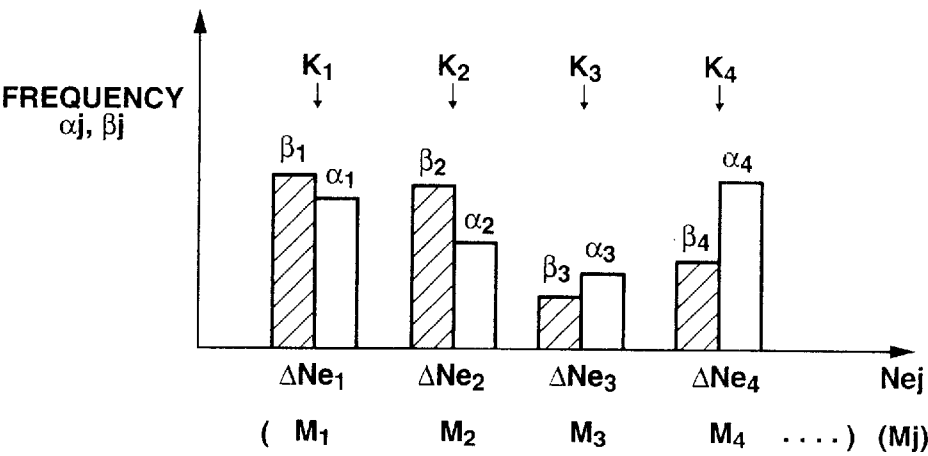 K₁ K₂ K₃ K₄
FREQUENCY
αj, βj
β₁ α₁ β₂ α₂ β₃ α₃ β₄ α₄
ΔNe₁ ΔNe₂ ΔNe₃ ΔNe₄ Nej
( M₁ M₂ M₃ M₄ ....) (Mj)